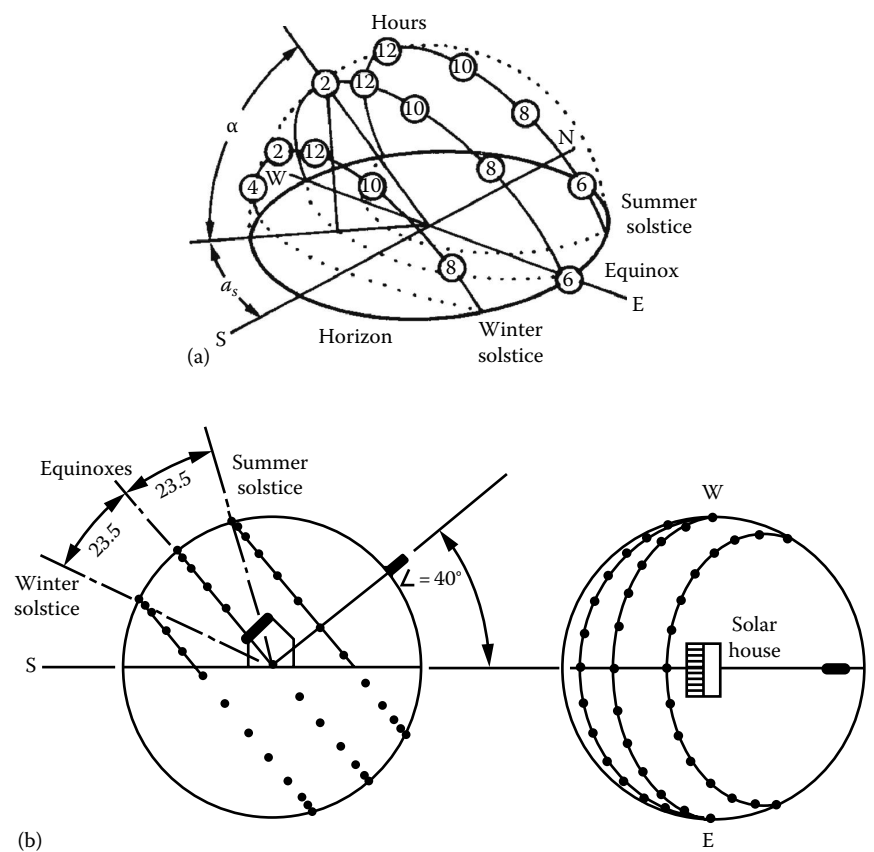 Hours
12
10
2
12
10
8
α
N
2
12
8
W
4
10
6
Summer
solstice
8
6
Equinox
a_s
E
S
Horizon
Winter
solstice
(a)
Equinoxes
23.5
Summer
solstice
23.5
W
Winter
solstice
∠ = 40°
Solar
house
S
(b)
E